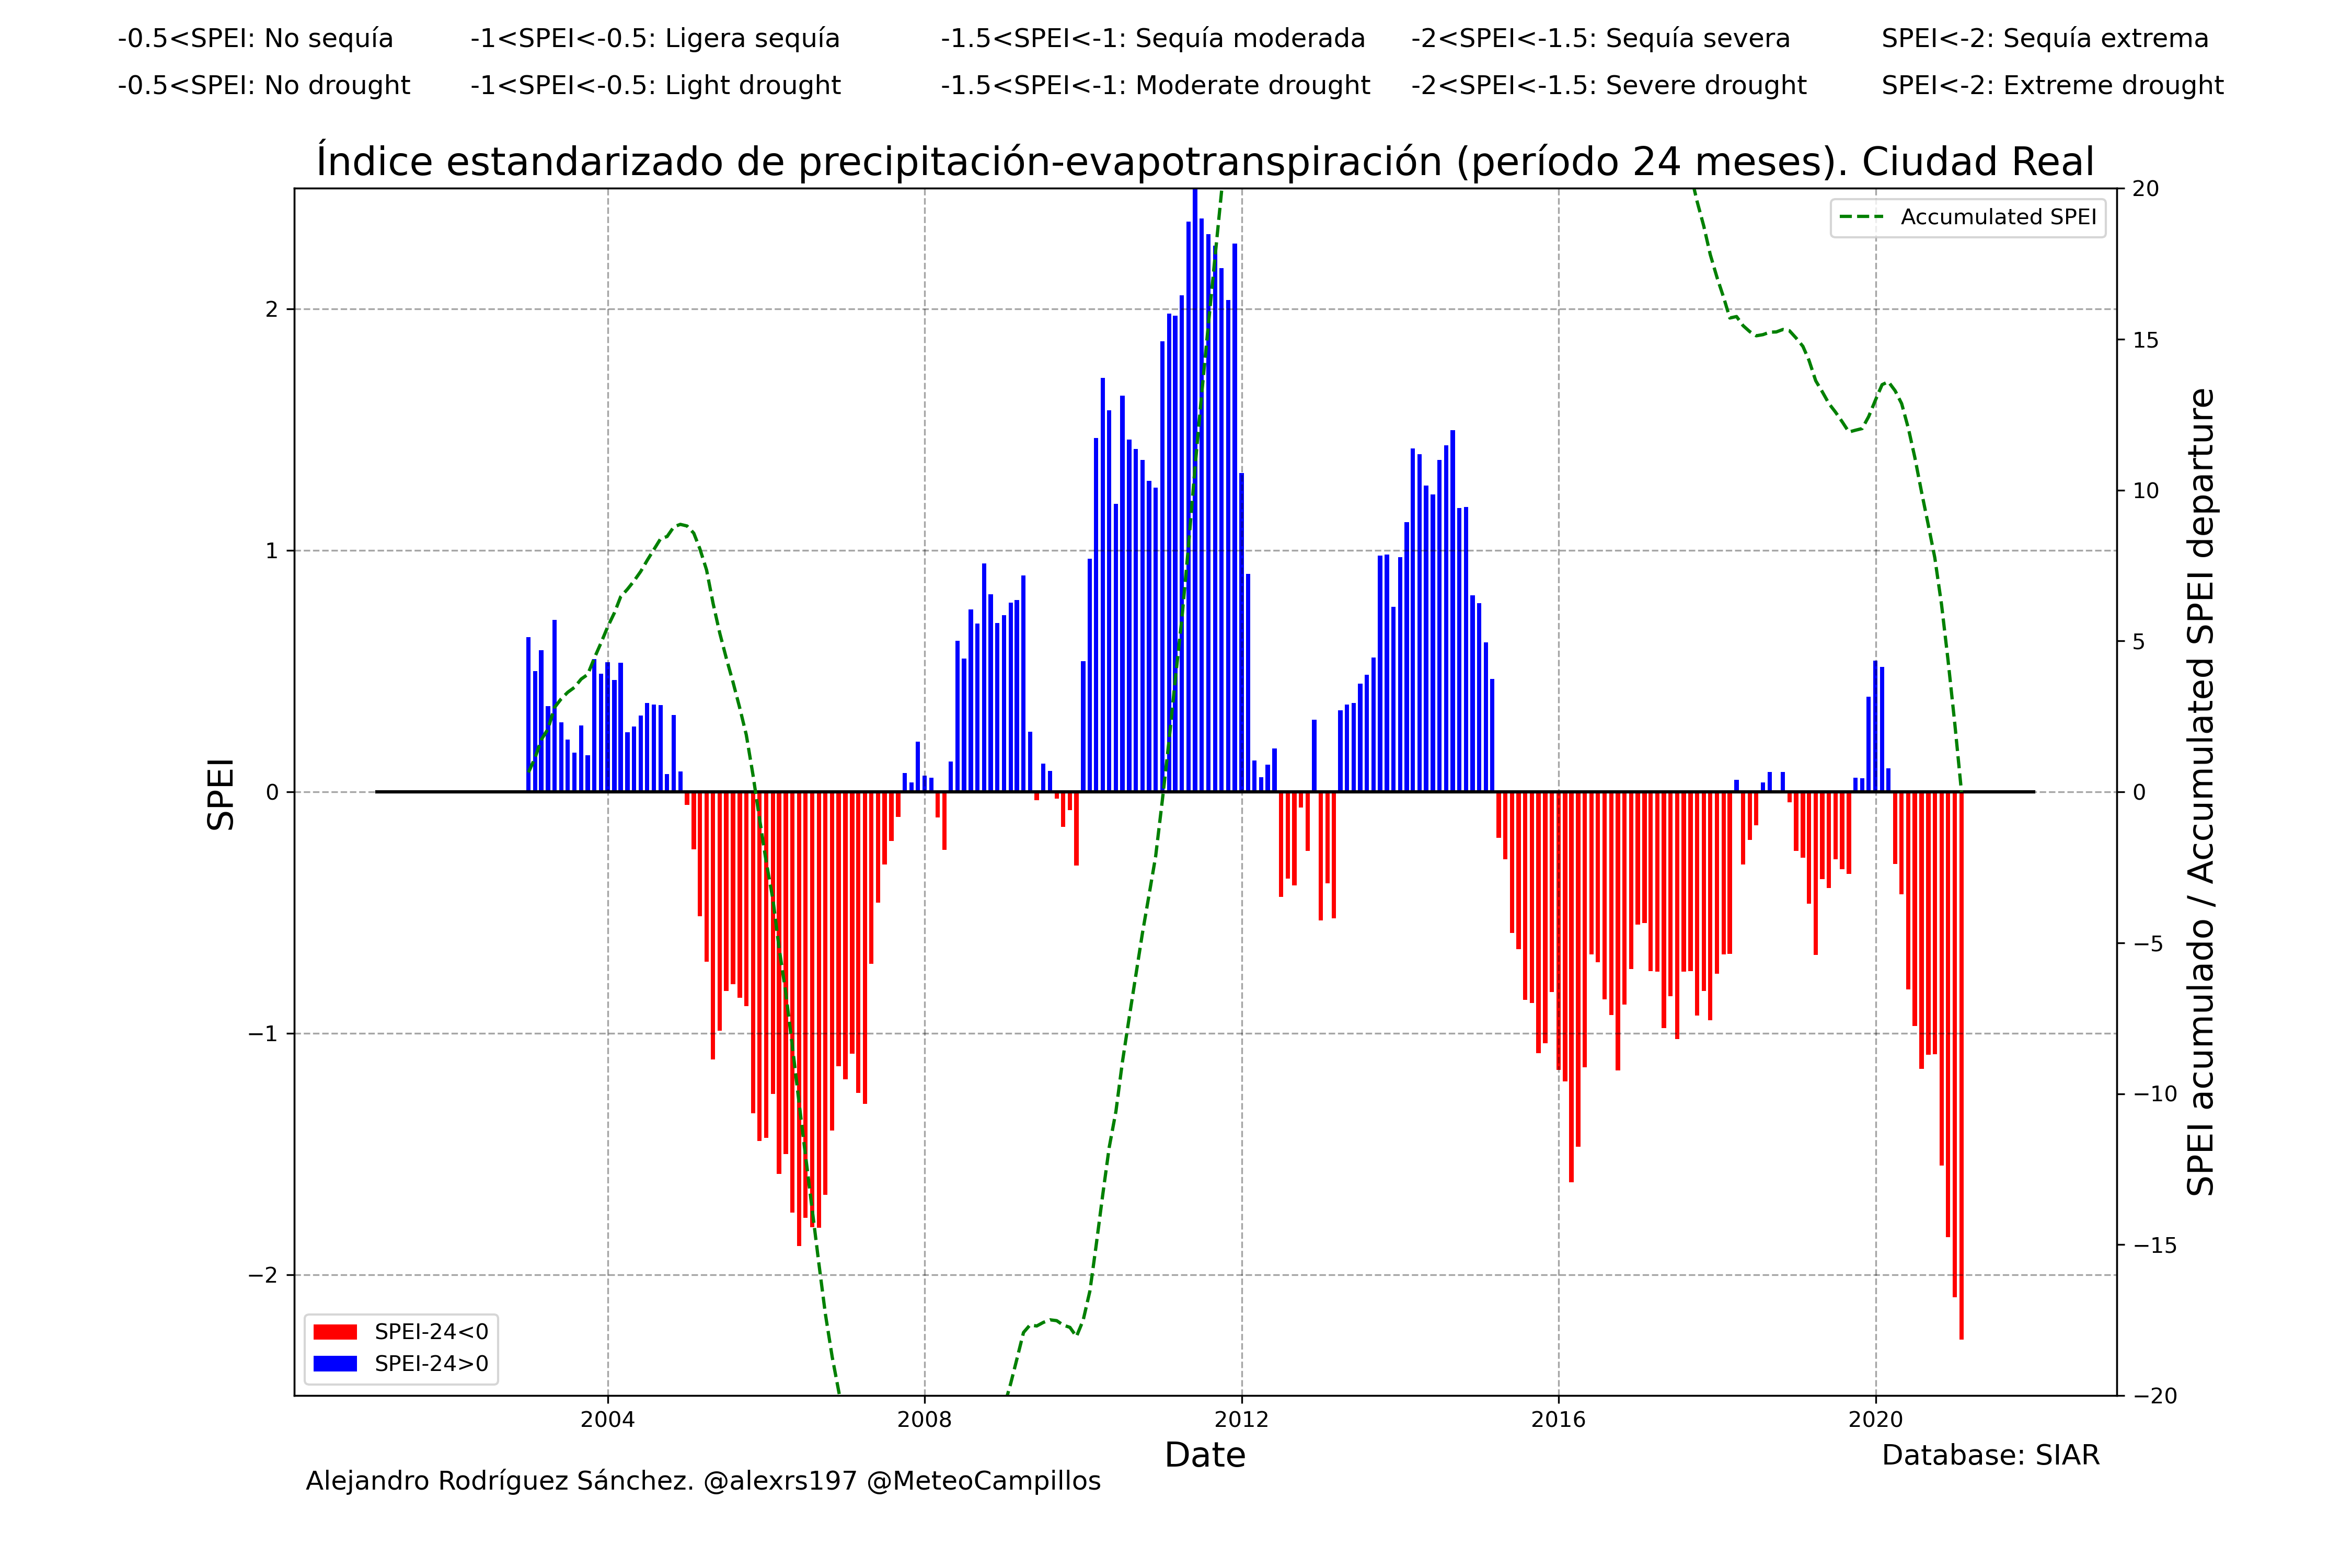 -0.5<SPEI: No sequía -1<SPEI<-0.5: Ligera sequía -1.5<SPEI<-1: Sequía moderada -2<SPEI<-1.5: Sequía severa SPEI<-2: Sequía extrema
-0.5<SPEI: No drought -1<SPEI<-0.5: Light drought -1.5<SPEI<-1: Moderate drought -2<SPEI<-1.5: Severe drought SPEI<-2: Extreme drought
Índice estandarizado de precipitación-evapotranspiración (período 24 meses). Ciudad Real
SPEI
2
1
0
−1
−2
Accumulated SPEI
20
15
10
5
0
−5
−10
−15
−20
SPEI acumulado / Accumulated SPEI departure
SPEI-24<0
SPEI-24>0
2004 2008 2012 2016 2020
Date
Database: SIAR
Alejandro Rodríguez Sánchez. @alexrs197 @MeteoCampillos